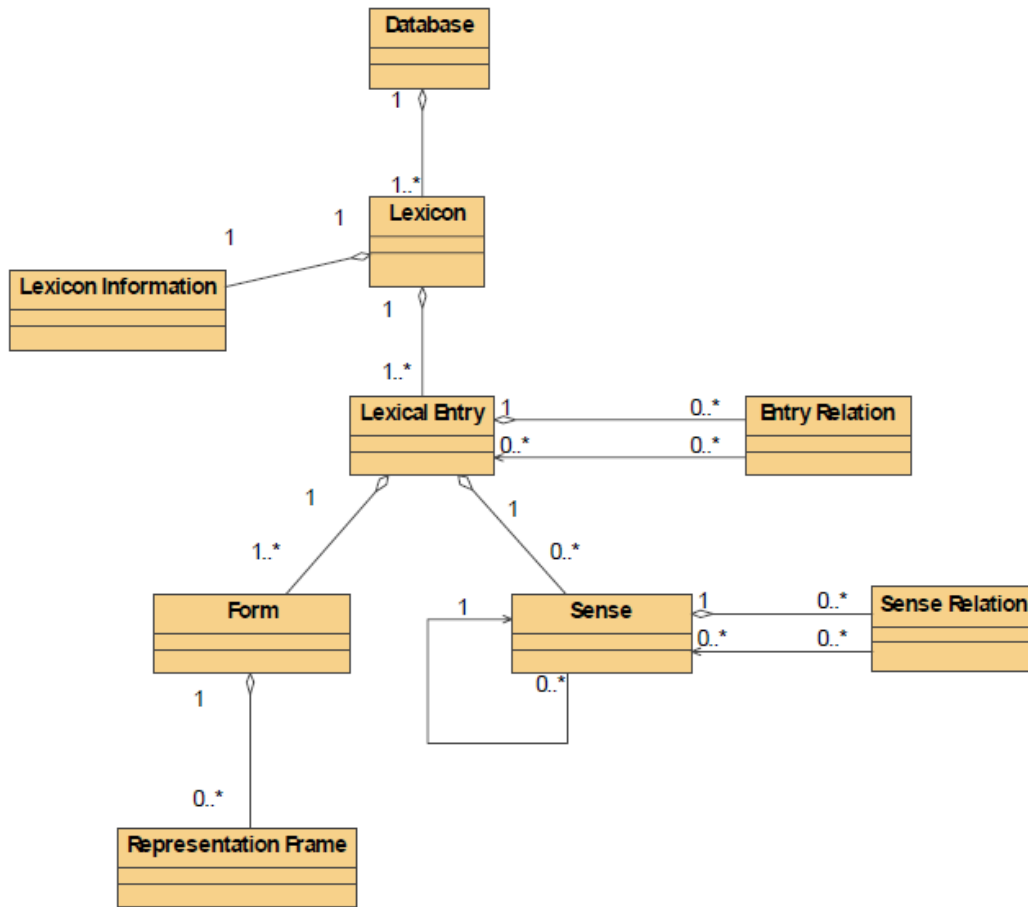 Database
1
1..*
Lexicon
1
1
Lexicon Information
1
1..*
Lexical Entry
1
0..*
Entry Relation
0..*
0..*
1
1
1..*
0..*
Form
1
Sense
1
0..*
Sense Relation
0..*
0..*
1
0..*
0..*
Representation Frame